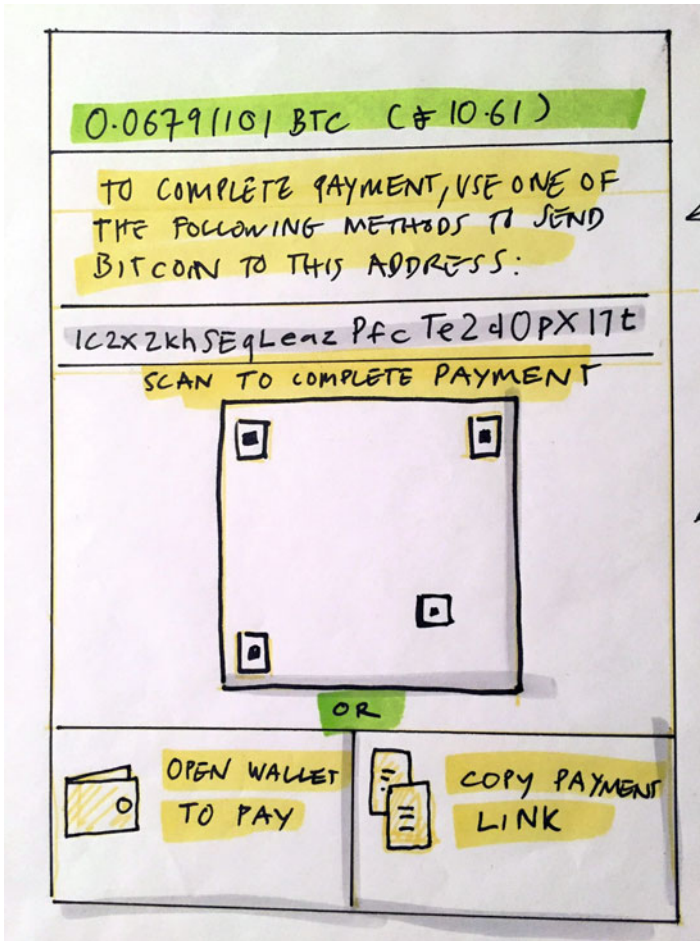 0.06791101 BTC (₺ 10.61)
TO COMPLETE PAYMENT, USE ONE OF
THE FOLLOWING METHODS TO SEND
BITCOIN TO THIS ADDRESS:
1C2x2khSEqLeaz PfcTe2dOpX17t
SCAN TO COMPLETE PAYMENT
OR
OPEN WALLET
TO PAY
COPY PAYMENT
LINK